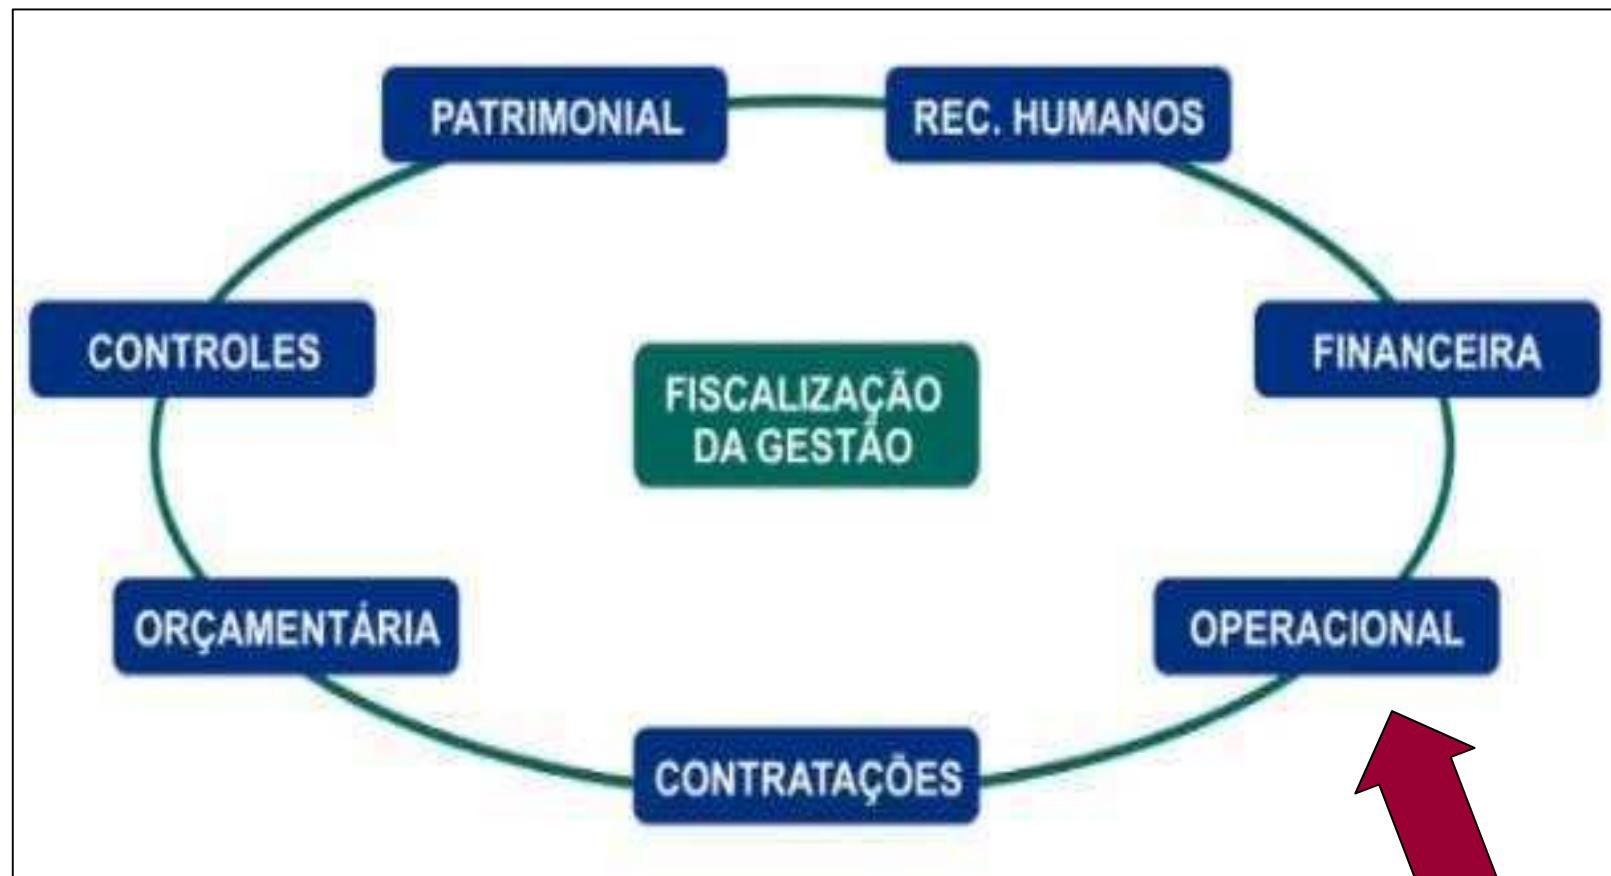 PATRIMONIAL
REC. HUMANOS
CONTROLES
FINANCEIRA
FISCALIZAÇÃO
DA GESTÃO
ORÇAMENTÁRIA
OPERACIONAL
CONTRATAÇÕES